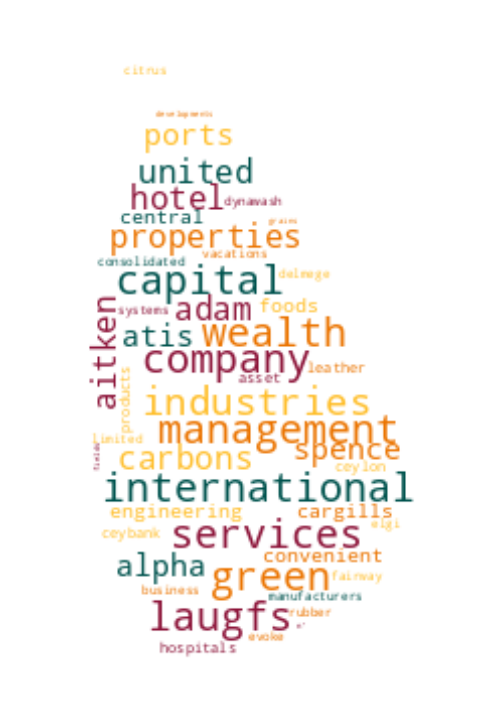 citrus
developments
ports
united
hotel dynawash
central grains
properties
consolidated vacations
capital delmege
systems adam foods
aitken
atis wealth
company leather
products asset
industries
limited management
fields
spence
carbons ceylon
international
engineering cargills
ceybank services elgi
alpha convenient
green fairway
business manufacturers
laugfs rubber
evoke
hospitals